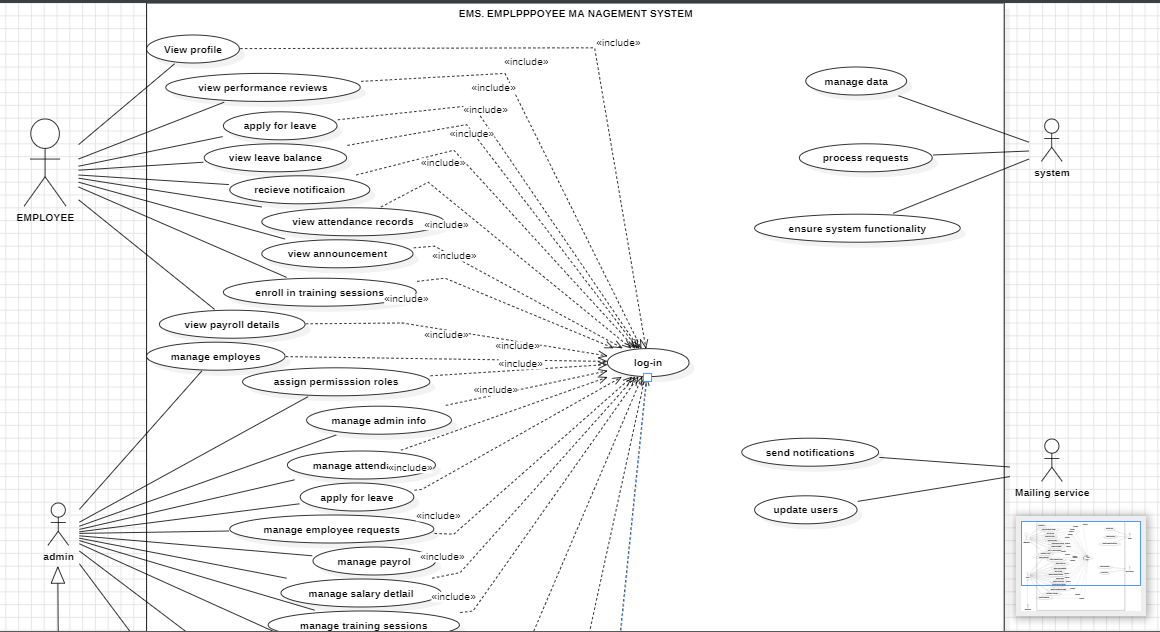 EMS. EMPLPPPOYEE MA NAGEMENT SYSTEM
View profile
«include»
«include»
view performance reviews
«include»
manage data
«include»
apply for leave
«include»
view leave balance
process requests
«include»
system
recieve notificaion
EMPLOYEE
view attendance records
«include»
ensure system functionality
view announcement
«include»
enroll in training sessions
«include»
view payroll details
«include»
«include»
manage employes
«include»
log-in
assign permisssion roles
«include»
manage admin info
send notifications
manage attend
«include»
Mailing service
apply for leave
update users
«include»
manage employee requests
admin
«include»
manage payrol
manage salary detlail
«include»
manage training sessions